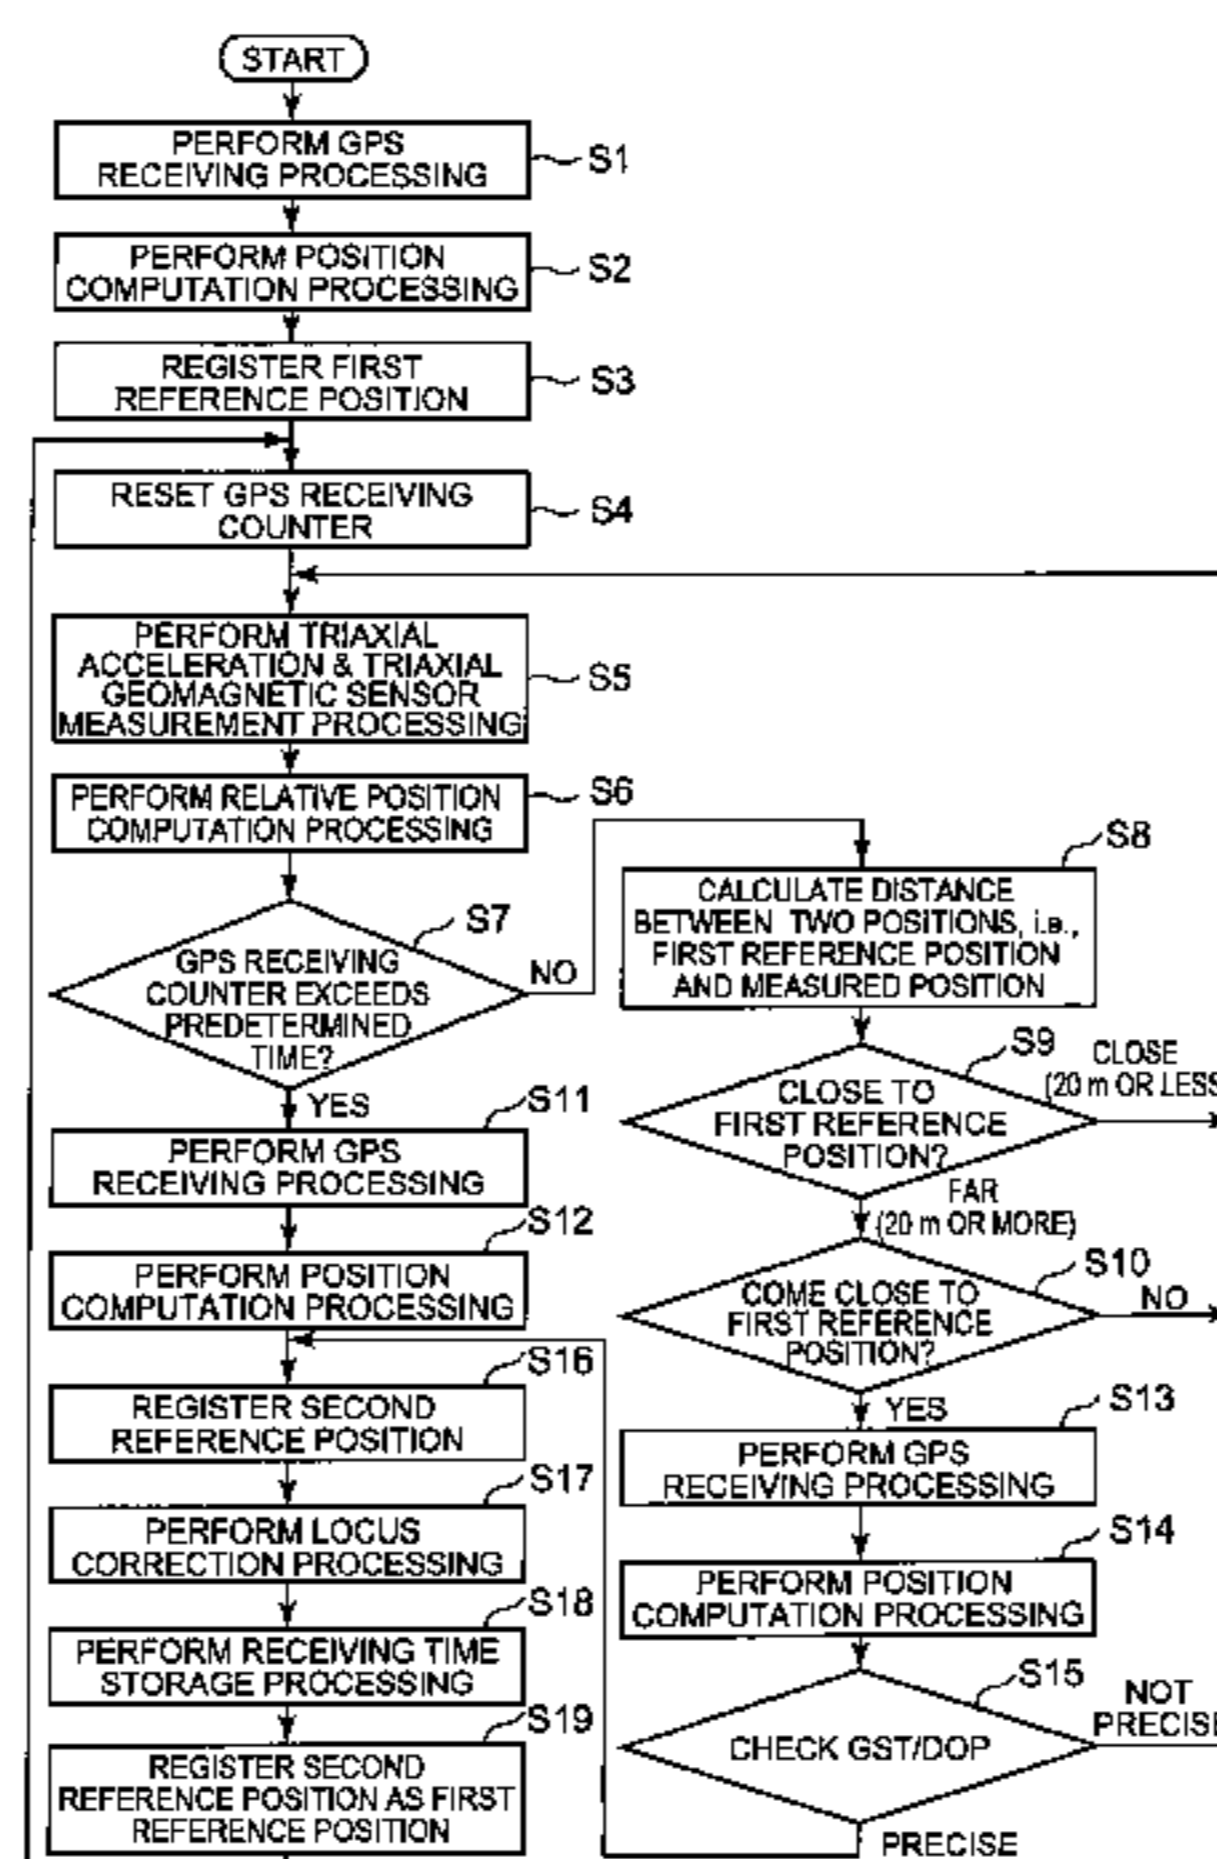 START
PERFORM GPS
RECEIVING PROCESSING
S1
PERFORM POSITION
COMPUTATION PROCESSING
S2
REGISTER FIRST
REFERENCE POSITION
S3
RESET GPS RECEIVING
COUNTER
S4
PERFORM TRIAXIAL
ACCELERATION & TRIAXIAL
GEOMAGNETIC SENSOR
MEASUREMENT PROCESSING
S5
PERFORM RELATIVE POSITION
COMPUTATION PROCESSING
S6
S7
GPS RECEIVING
COUNTER EXCEEDS
PREDETERMINED
TIME?
NO
YES
S8
CALCULATE DISTANCE
BETWEEN TWO POSITIONS, i.e.,
FIRST REFERENCE POSITION
AND MEASURED POSITION
S9
CLOSE TO
FIRST REFERENCE
POSITION?
CLOSE
(20 m OR LESS
FAR
(20 m OR MORE)
S10
COME CLOSE TO
FIRST REFERENCE
POSITION?
NO
YES
S11
PERFORM GPS
RECEIVING PROCESSING
S12
PERFORM POSITION
COMPUTATION PROCESSING
S13
PERFORM GPS
RECEIVING PROCESSING
S14
PERFORM POSITION
COMPUTATION PROCESSING
S15
CHECK GST/DOP
NOT
PRECISE
PRECISE
S16
REGISTER SECOND
REFERENCE POSITION
S17
PERFORM LOCUS
CORRECTION PROCESSING
S18
PERFORM RECEIVING TIME
STORAGE PROCESSING
S19
REGISTER SECOND
REFERENCE POSITION AS FIRST
REFERENCE POSITION